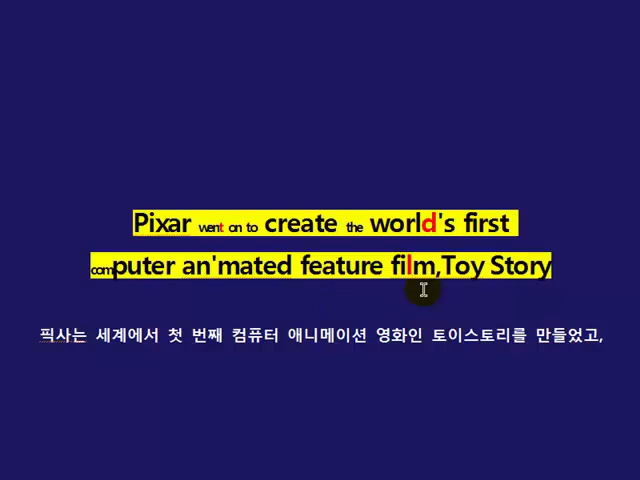 Pixar went on to create the world's first
computer an'mated feature film,Toy Story
픽사는 세계에서 첫 번째 컴퓨터 애니메이션 영화인 토이스토리를 만들었고,